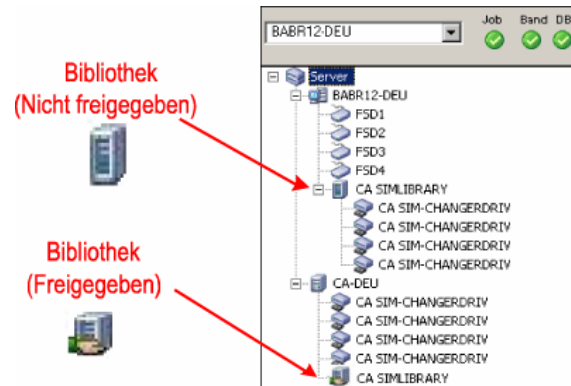 BABR12-DEU
Job
Band
DB
Bibliothek
(Nicht freigegeben)
Bibliothek
(Freigegeben)
Server
BABR12-DEU
FSD1
FSD2
FSD3
FSD4
CA SIMLIBRARY
CA SIM-CHANGERDRIV
CA SIM-CHANGERDRIV
CA SIM-CHANGERDRIV
CA SIM-CHANGERDRIV
CA-DEU
CA SIM-CHANGERDRIV
CA SIM-CHANGERDRIV
CA SIM-CHANGERDRIV
CA SIM-CHANGERDRIV
CA SIMLIBRARY